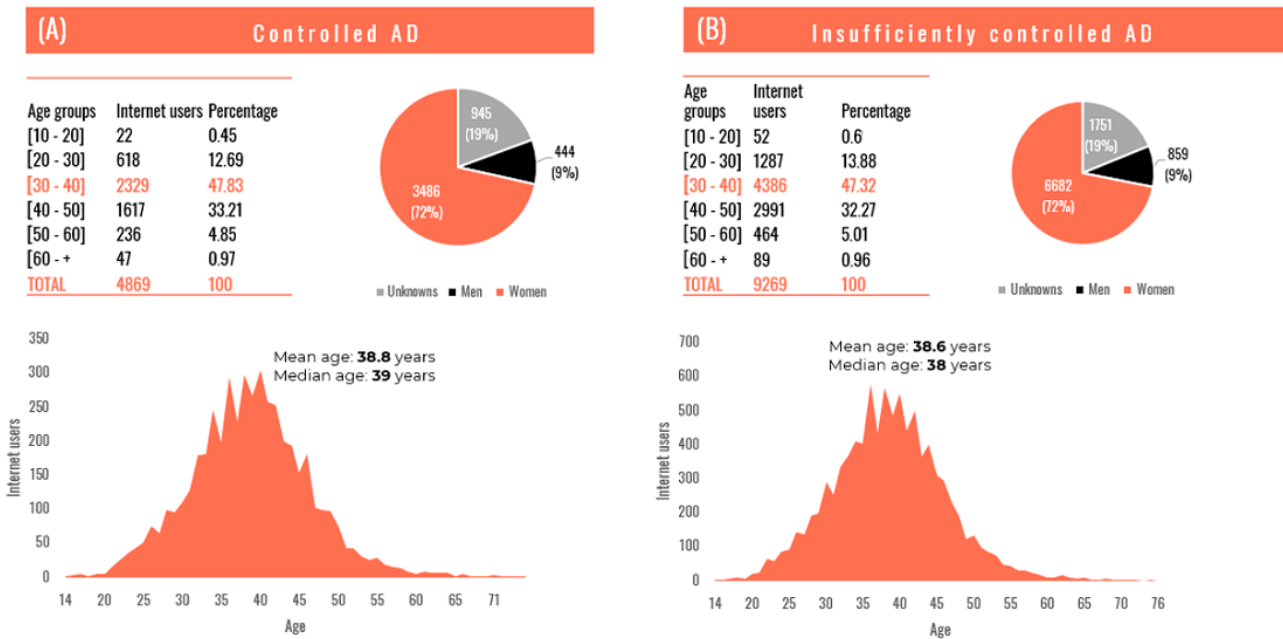 (A) Controlled AD
Age groups Internet users Percentage
[10 - 20] 22 0.45
[20 - 30] 618 12.69
[30 - 40] 2329 47.83
[40 - 50] 1617 33.21
[50 - 60] 236 4.85
[60 - + 47 0.97
TOTAL 4869 100
945
(19%)
444
(9%)
3486
(72%)
Unknowns Men Women
Mean age: 38.8 years
Median age: 39 years
350
300
250
200
150
100
50
0
Internet users
14 20 25 30 35 40 45 50 55 60 65 71
Age
(B) Insufficiently controlled AD
Age groups Internet users Percentage
[10 - 20] 52 0.6
[20 - 30] 1287 13.88
[30 - 40] 4386 47.32
[40 - 50] 2991 32.27
[50 - 60] 464 5.01
[60 - + 89 0.96
TOTAL 9269 100
1751
(19%)
859
(9%)
6682
(72%)
Unknowns Men Women
Mean age: 38.6 years
Median age: 38 years
700
600
500
400
300
200
100
0
Internet users
14 20 25 30 35 40 45 50 55 60 65 70 76
Age